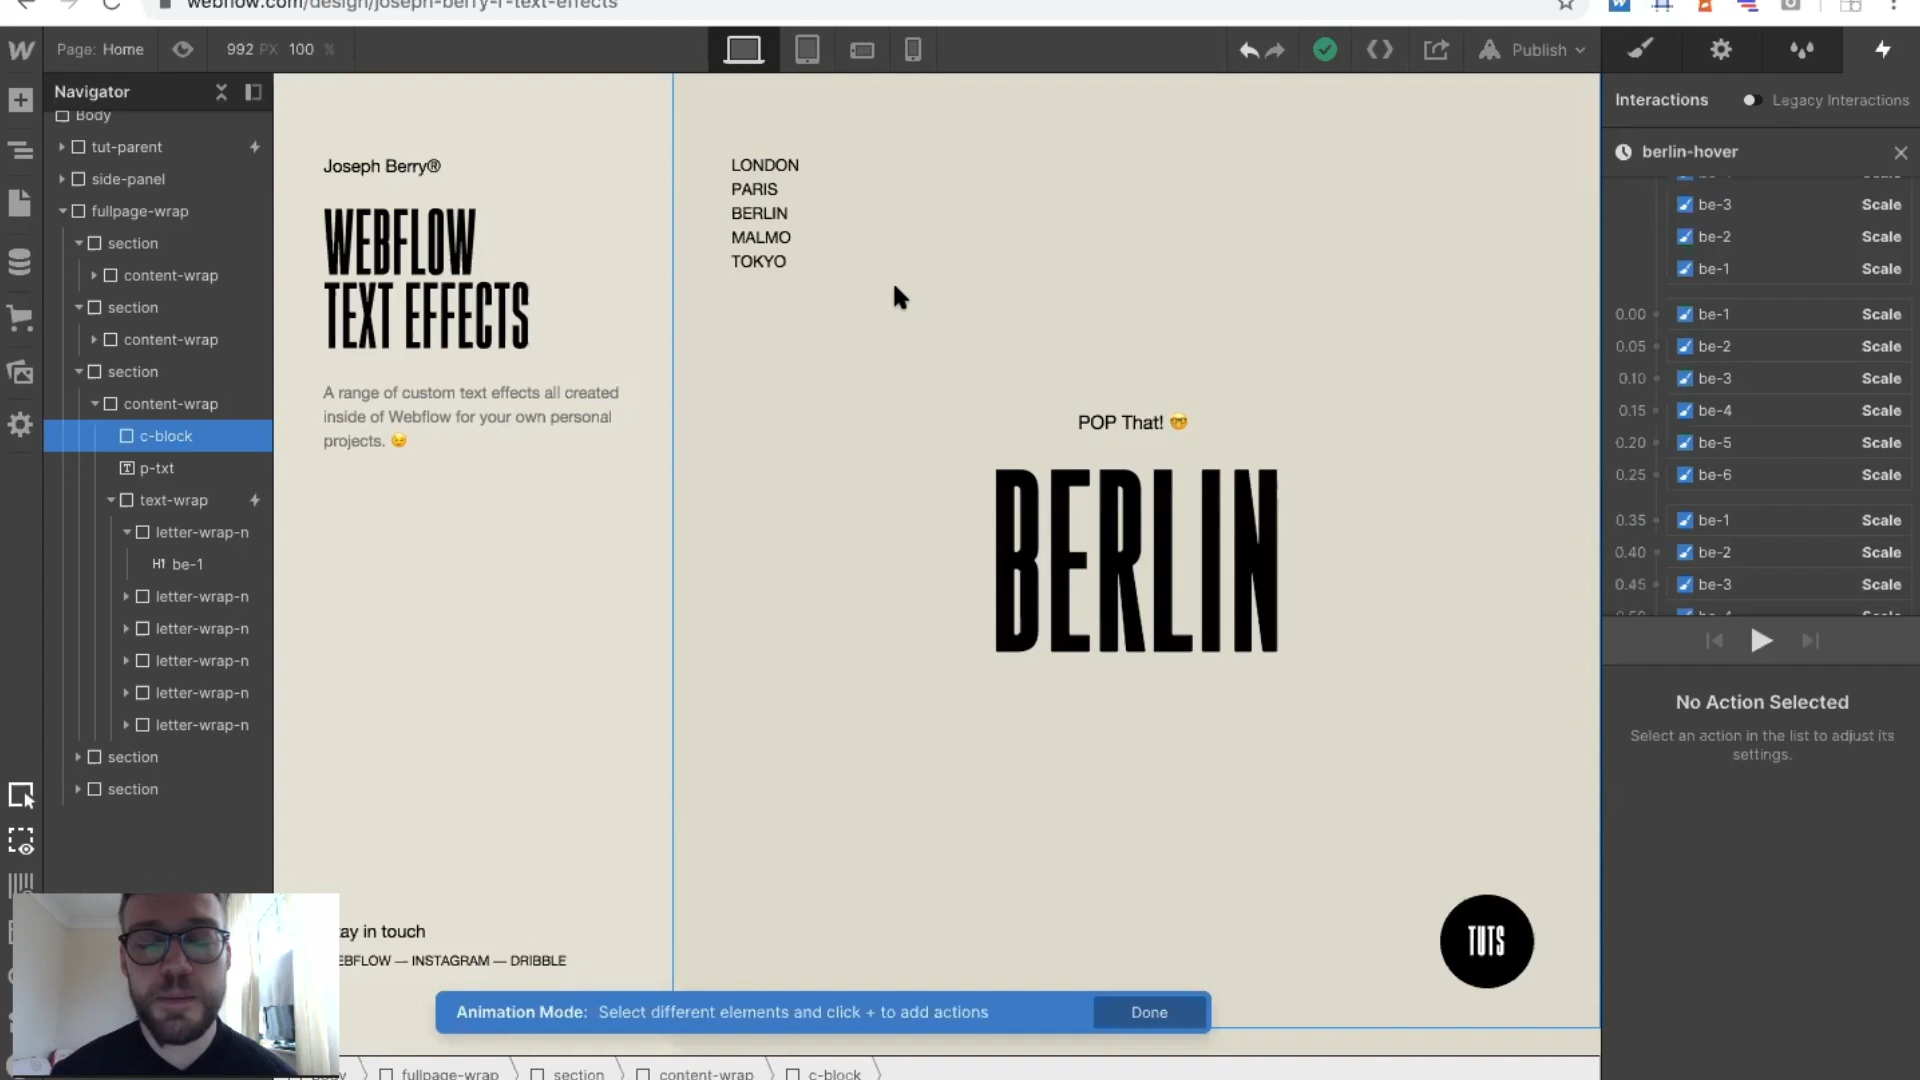 webflow.com/design/joseph-berry-r-text-effects
Page: Home
992 PX 100 %
Publish
Navigator
Body
tut-parent
side-panel
fullpage-wrap
section
content-wrap
section
content-wrap
section
content-wrap
c-block
p-txt
text-wrap
letter-wrap-n
H1 be-1
letter-wrap-n
letter-wrap-n
letter-wrap-n
letter-wrap-n
letter-wrap-n
section
section
Joseph Berry®
WEBFLOW
TEXT EFFECTS
A range of custom text effects all created
inside of Webflow for your own personal
projects. 😉
tay in touch
EBFLOW — INSTAGRAM — DRIBBLE
LONDON
PARIS
BERLIN
MALMO
TOKYO
POP That! 🤓
BERLIN
TUTS
Animation Mode: Select different elements and click + to add actions
Done
fullpage-wrap
section
content-wrap
c-block
Interactions
Legacy Interactions
berlin-hover
be-3 Scale
be-2 Scale
be-1 Scale
0.00 be-1 Scale
0.05 be-2 Scale
0.10 be-3 Scale
0.15 be-4 Scale
0.20 be-5 Scale
0.25 be-6 Scale
0.35 be-1 Scale
0.40 be-2 Scale
0.45 be-3 Scale
No Action Selected
Select an action in the list to adjust its
settings.